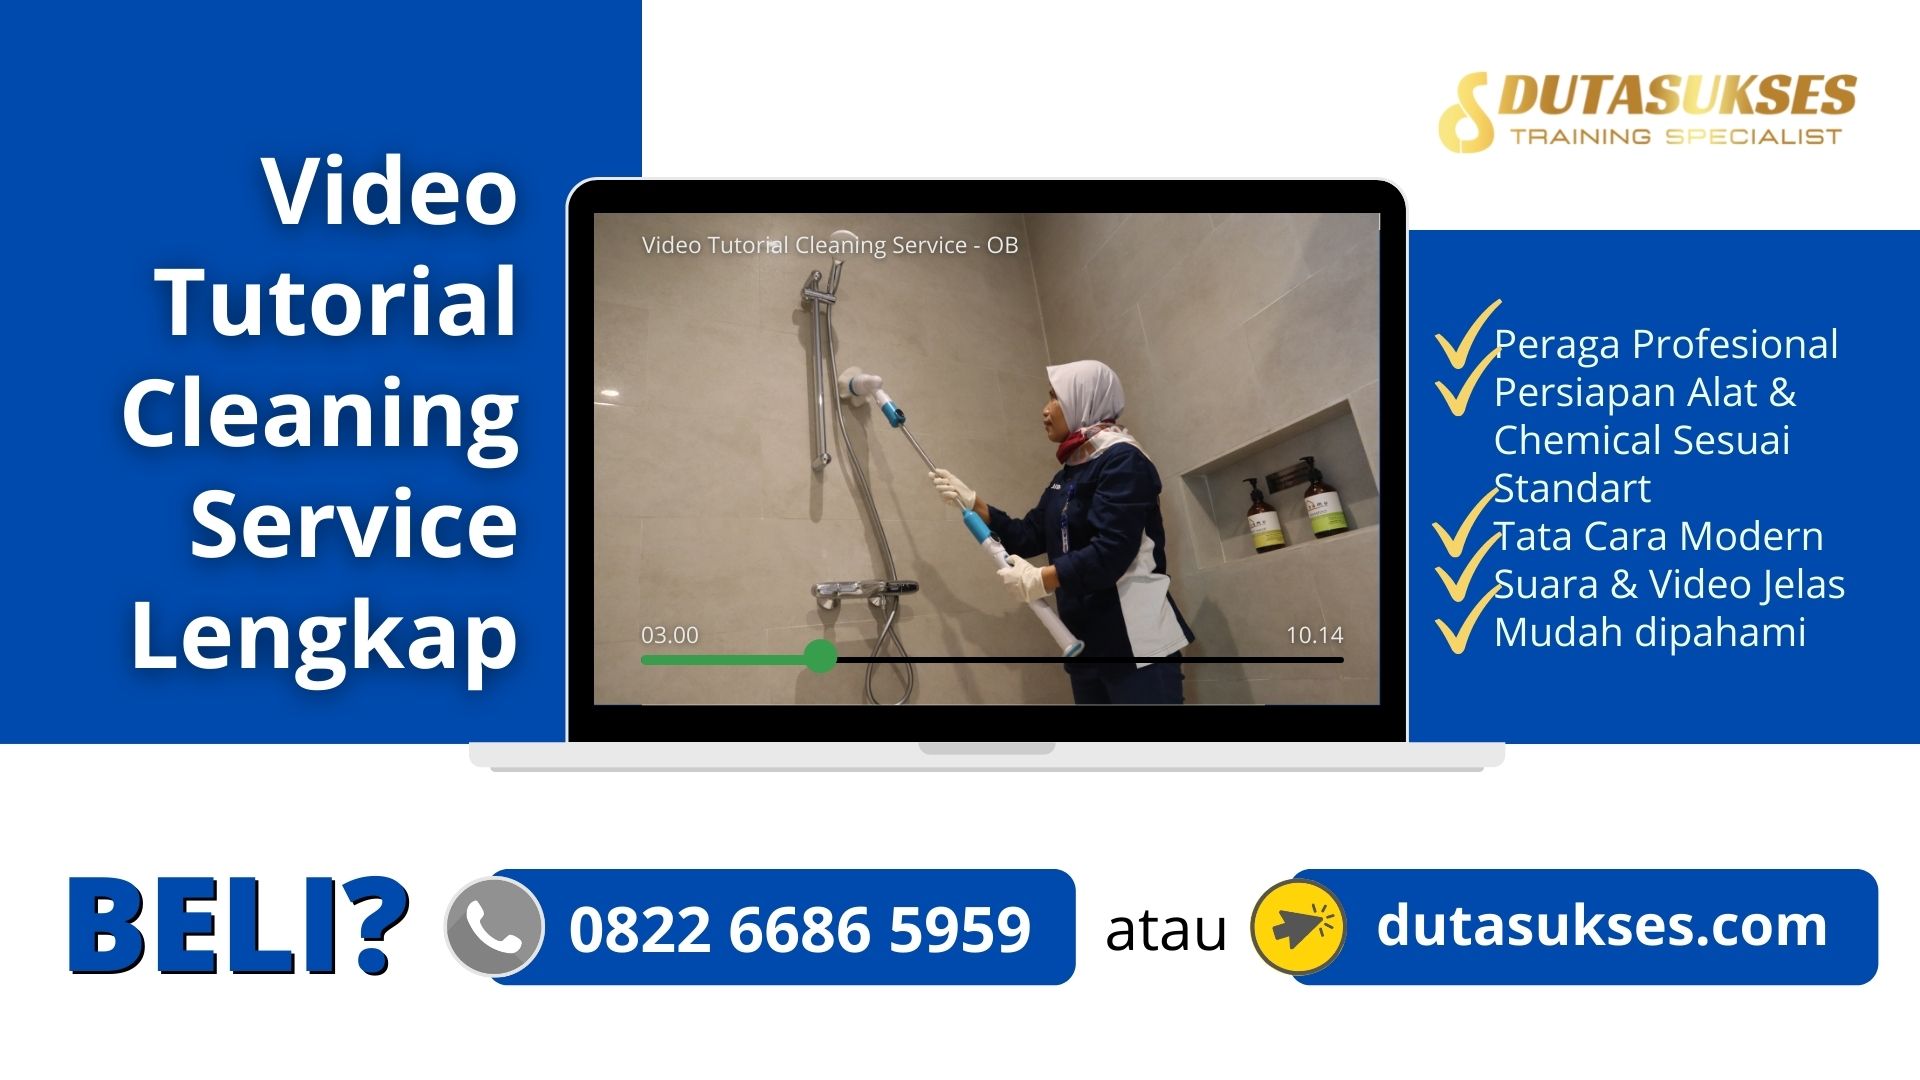 DUTASUKSES
TRAINING SPECIALIST
Video
Tutorial
Cleaning
Service
Lengkap
Video Tutorial Cleaning Service - OB
03.00
10.14
Peraga Profesional
Persiapan Alat &
Chemical Sesuai
Standart
Tata Cara Modern
Suara & Video Jelas
Mudah dipahami
BELI?
0822 6686 5959
atau
dutasukses.com